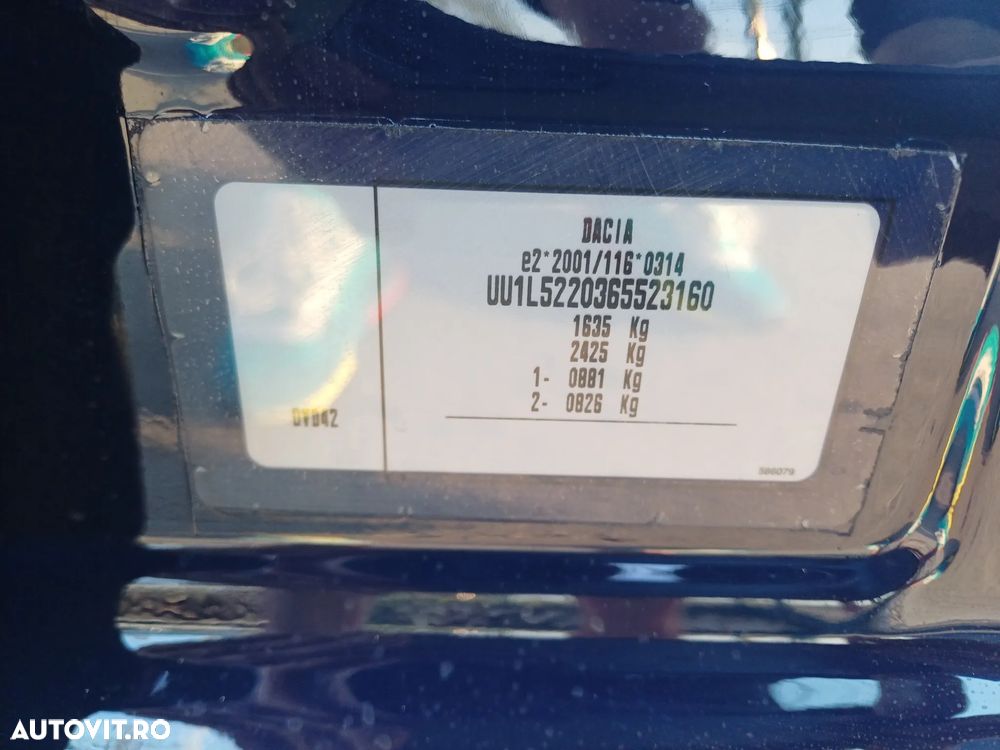 DACIA
e2*2001/116*0314
UU1L5220365523160
1635 Kg
2425 Kg
1- 0881 Kg
2- 0826 Kg
586079
AUTOVIT.RO